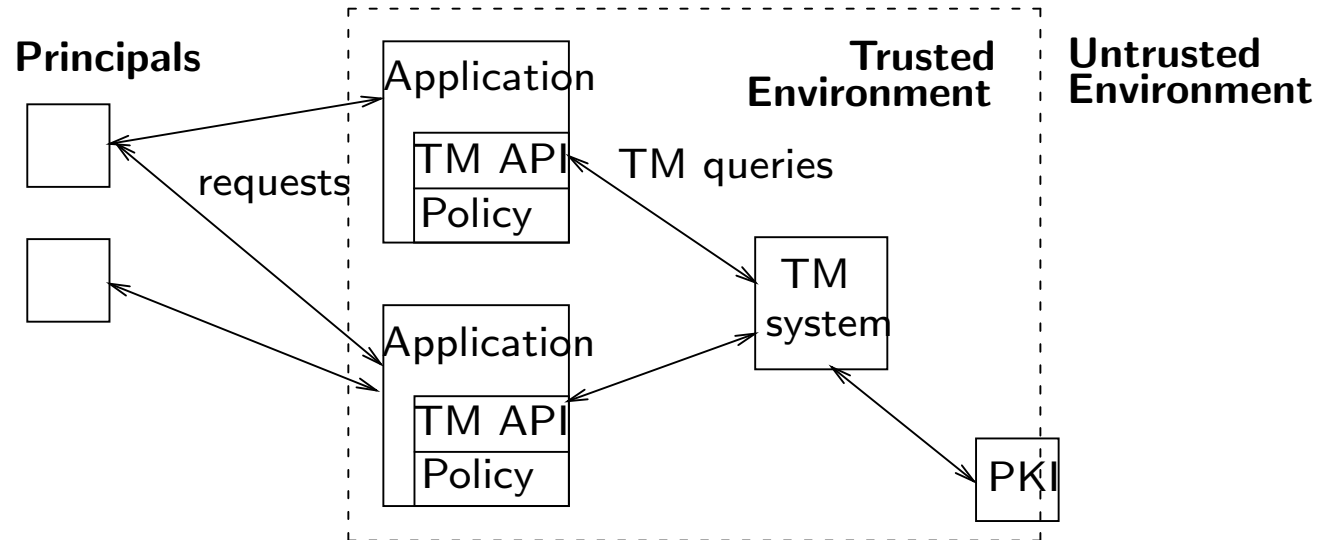 Principals
Trusted
Environment
Untrusted
Environment
Application
TM API
Policy
requests
TM queries
TM
system
Application
TM API
Policy
PKI